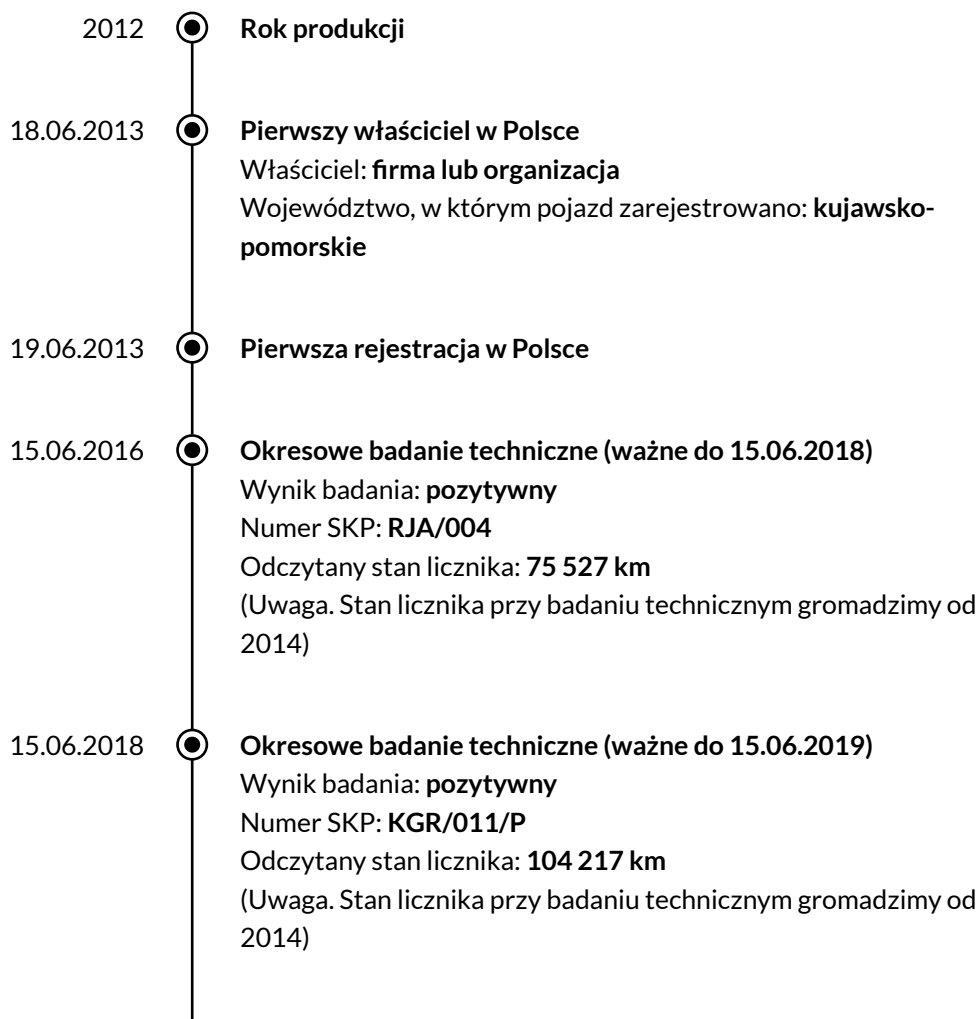 2012 Rok produkcji
18.06.2013 Pierwszy właściciel w Polsce
Właściciel: firma lub organizacja
Województwo, w którym pojazd zarejestrowano: kujawsko-
pomorskie
19.06.2013 Pierwsza rejestracja w Polsce
15.06.2016 Okresowe badanie techniczne (ważne do 15.06.2018)
Wynik badania: pozytywny
Numer SKP: RJA/004
Odczytany stan licznika: 75 527 km
(Uwaga. Stan licznika przy badaniu technicznym gromadzimy od
2014)
15.06.2018 Okresowe badanie techniczne (ważne do 15.06.2019)
Wynik badania: pozytywny
Numer SKP: KGR/011/P
Odczytany stan licznika: 104 217 km
(Uwaga. Stan licznika przy badaniu technicznym gromadzimy od
2014)